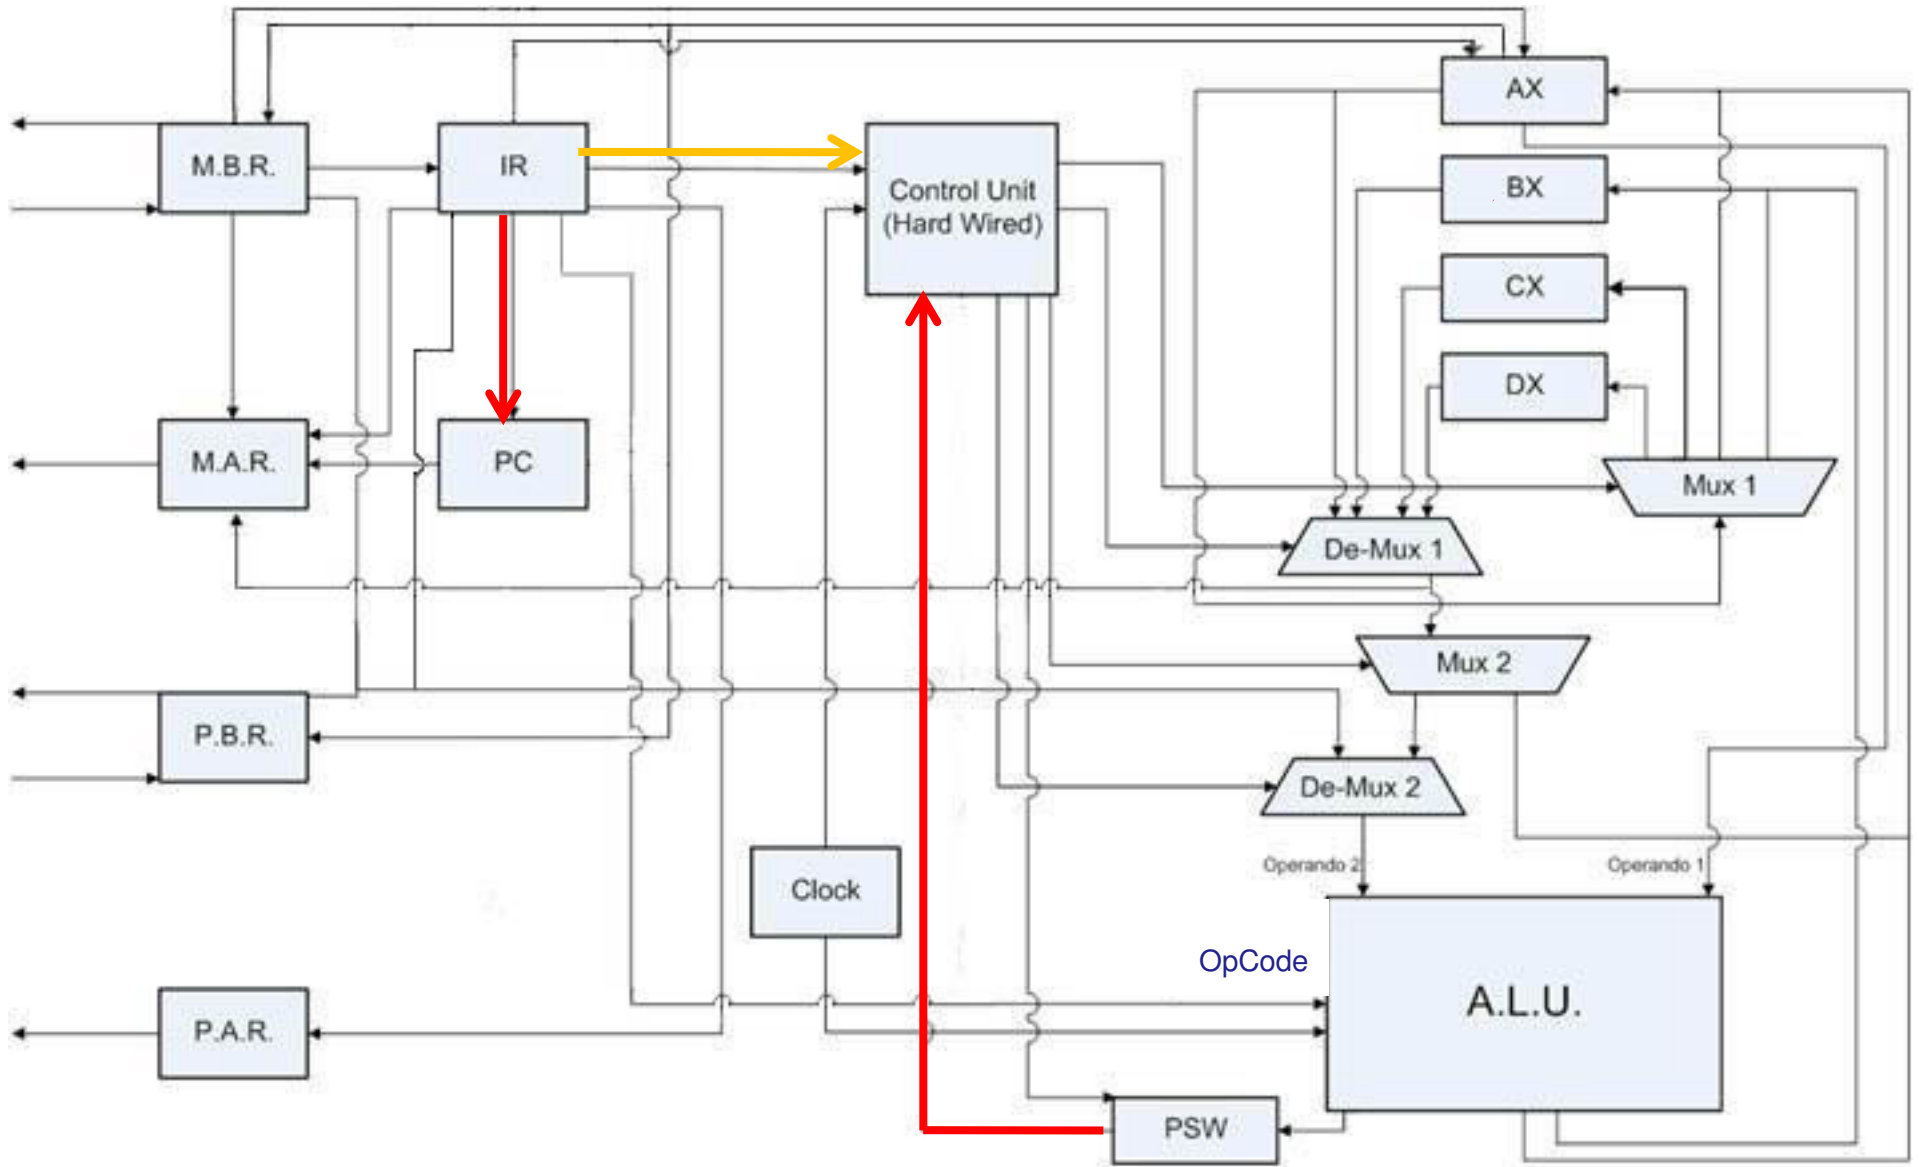 AX
M.B.R.
IR
Control Unit
(Hard Wired)
BX
CX
DX
M.A.R.
PC
Mux 1
De-Mux 1
Mux 2
P.B.R.
De-Mux 2
Operando 2
Operando 1
Clock
OpCode
A.L.U.
P.A.R.
PSW